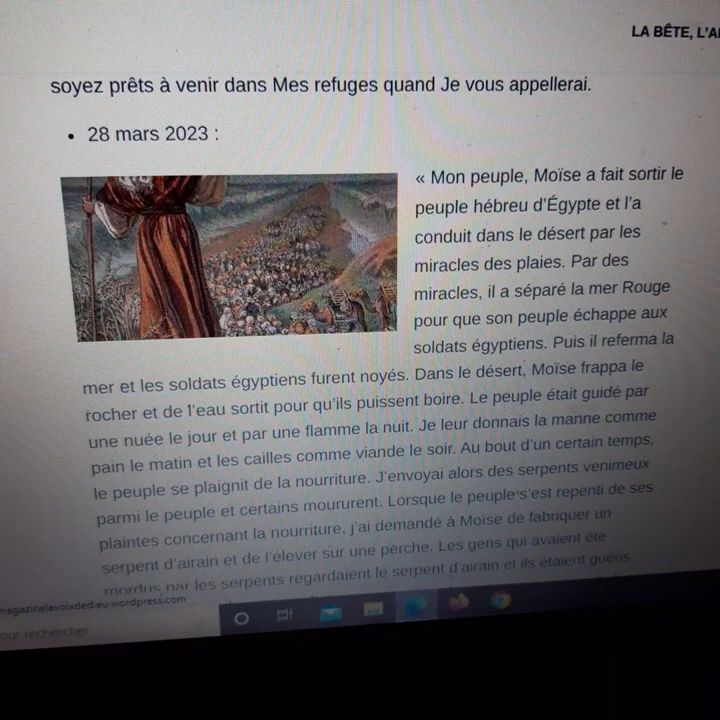 LA BÊTE, L'A
soyez prêts à venir dans Mes refuges quand Je vous appellerai.
• 28 mars 2023 :
« Mon peuple, Moïse a fait sortir le
peuple hébreu d'Égypte et l'a
conduit dans le désert par les
miracles des plaies. Par des
miracles, il a séparé la mer Rouge
pour que son peuple échappe aux
soldats égyptiens. Puis il referma la
mer et les soldats égyptiens furent noyés. Dans le désert, Moïse frappa le
rocher et de l'eau sortit pour qu'ils puissent boire. Le peuple était guidé par
une nuée le jour et par une flamme la nuit. Je leur donnais la manne comme
pain le matin et les cailles comme viande le soir. Au bout d'un certain temps,
le peuple se plaignit de la nourriture. J'envoyai alors des serpents venimeux
parmi le peuple et certains moururent. Lorsque le peuple s'est repenti de ses
plaintes concernant la nourriture, j'ai demandé à Moïse de fabriquer un
serpent d'airain et de l'élever sur une perche. Les gens qui avaient été
mordus par les serpents regardaient le serpent d'airain et ils étaient guéris.
magazinelavoixdedieu.wordpress.com
our rechercher